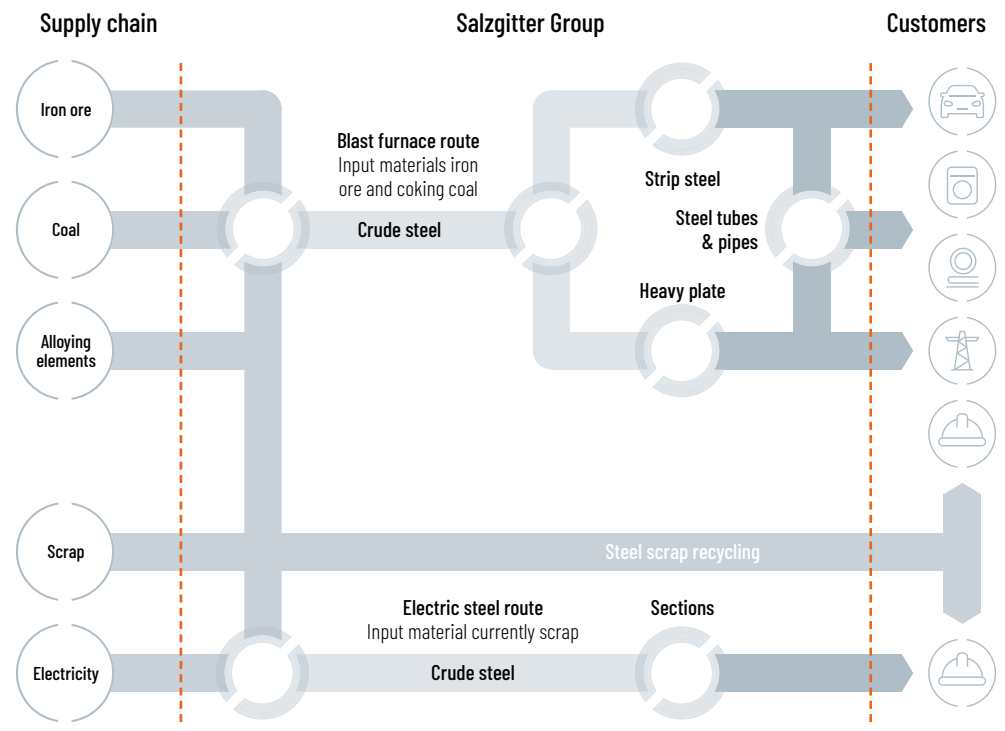 Supply chain
Salzgitter Group
Customers
Iron ore
Blast furnace route
Input materials iron
ore and coking coal
Strip steel
Coal
Crude steel
Steel tubes
& pipes
Heavy plate
Alloying
elements
Scrap
Steel scrap recycling
Electric steel route
Input material currently scrap
Sections
Electricity
Crude steel